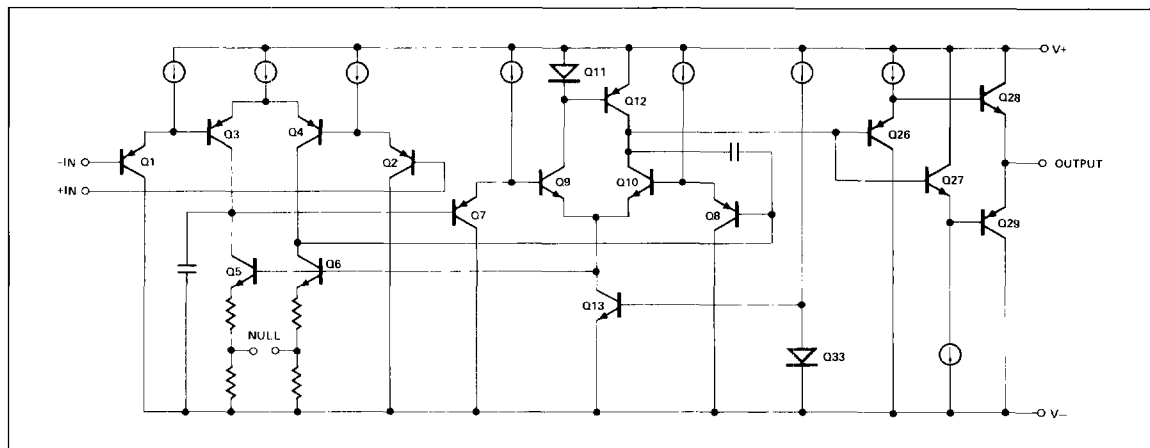 V+
Q11
Q12
Q28
Q3
Q4
Q26
–IN
Q1
Q2
OUTPUT
+IN
Q9
Q10
Q27
Q7
Q8
Q29
Q5
Q6
Q13
NULL
Q33
V–